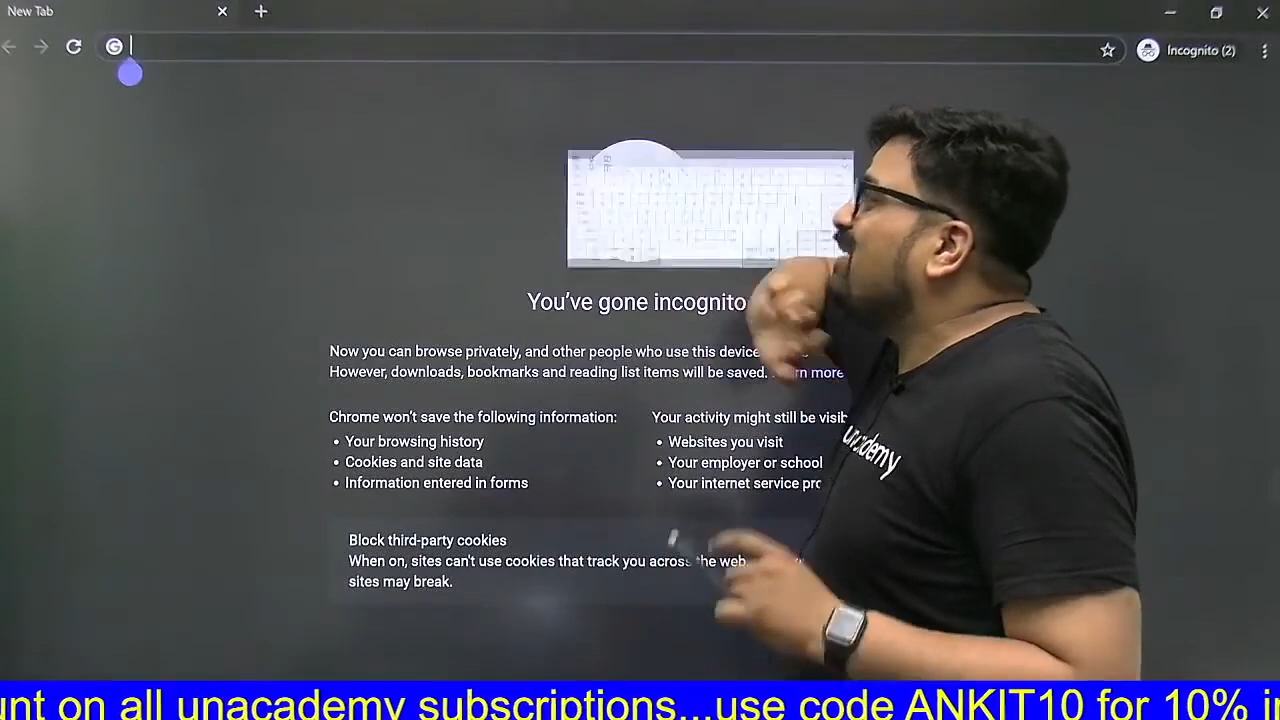 New Tab
Incognito (2)
You've gone incognito
Now you can browse privately, and other people who use this device
However, downloads, bookmarks and reading list items will be saved. more
Chrome won't save the following information:
Your browsing history
Cookies and site data
Information entered in forms
Your activity might still be
Websites you visit
Your employer or school
Your internet service
Block third-party cookies
When on, sites can't use cookies that track you across the web
sites may break.
unacademy
on all unacademy subscriptions...use code ANKIT10 for 10%